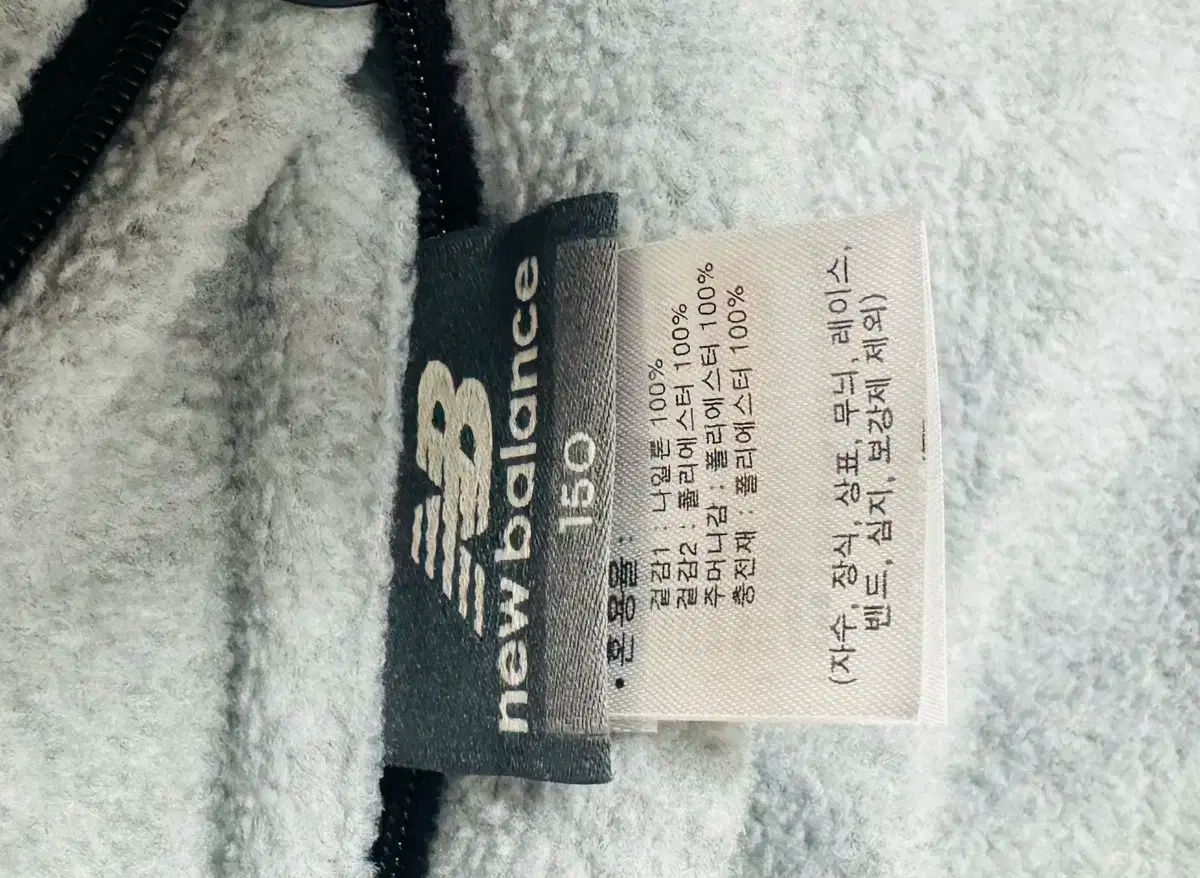 NB
new balance
150
• 혼용율 :
겉감1 : 나일론 100%
겉감2 : 폴리에스터 100%
주머니감 : 폴리에스터 100%
충전재 : 폴리에스터 100%
(자수, 장식, 상표, 무늬, 레이스,
밴드, 심지, 보강제 제외)